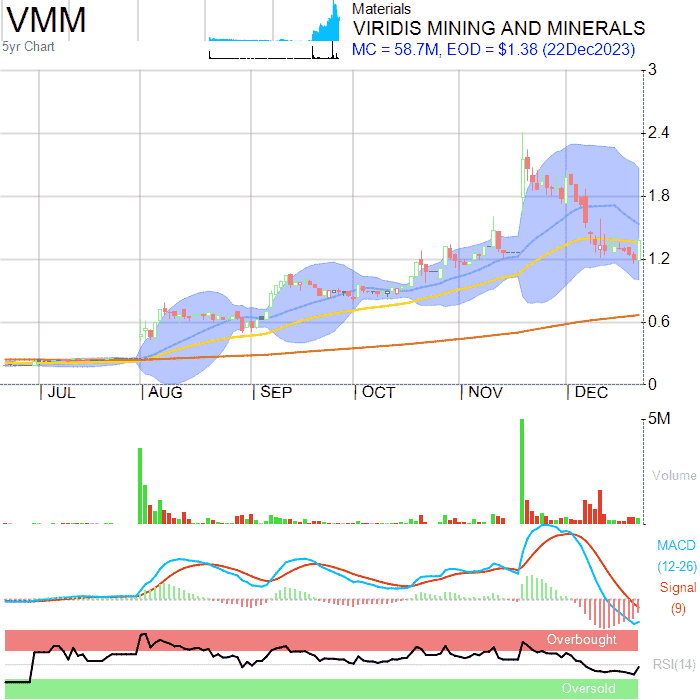 VMM
5yr Chart
Materials
VIRIDIS MINING AND MINERALS
MC = 58.7M, EOD = $1.38 (22Dec2023)
3
2.4
1.8
1.2
0.6
0
JUL AUG SEP OCT NOV DEC
5M
Volume
MACD
(12-26)
Signal
(9)
Overbought
RSI(14)
Oversold